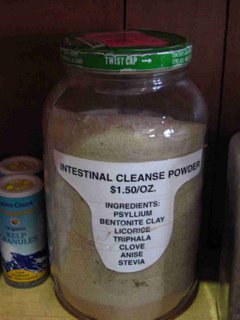 TWIST CAP →
INTESTINAL CLEANSE POWDER
$1.50/OZ.
INGREDIENTS:
PSYLLIUM
BENTONITE CLAY
LICORICE
TRIPHALA
CLOVE
ANISE
STEVIA
KELP
GRANULES